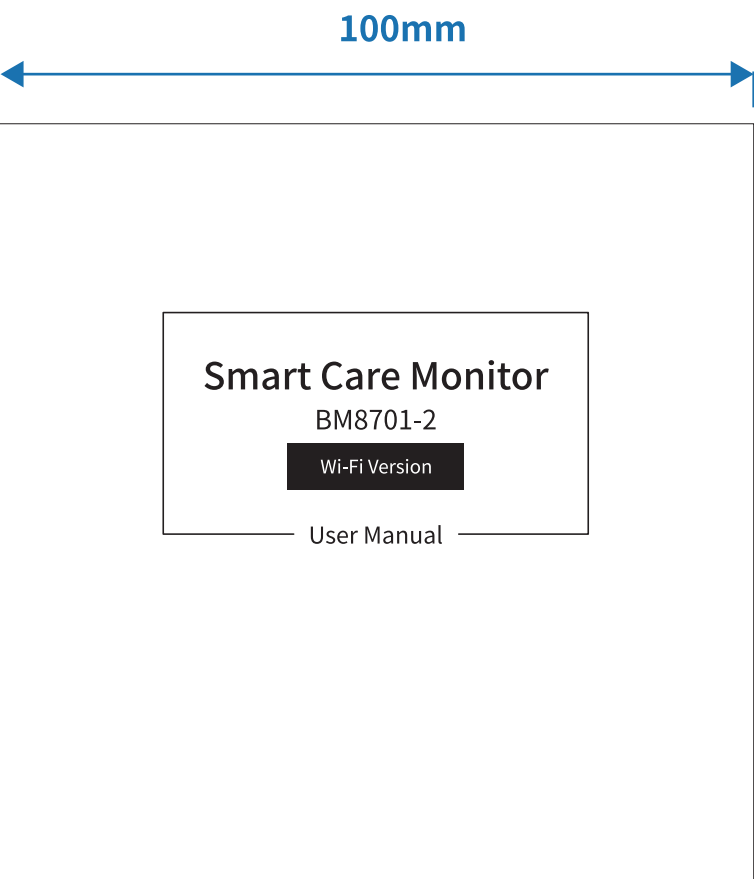 100mm
Smart Care Monitor
BM8701-2
Wi-Fi Version
User Manual